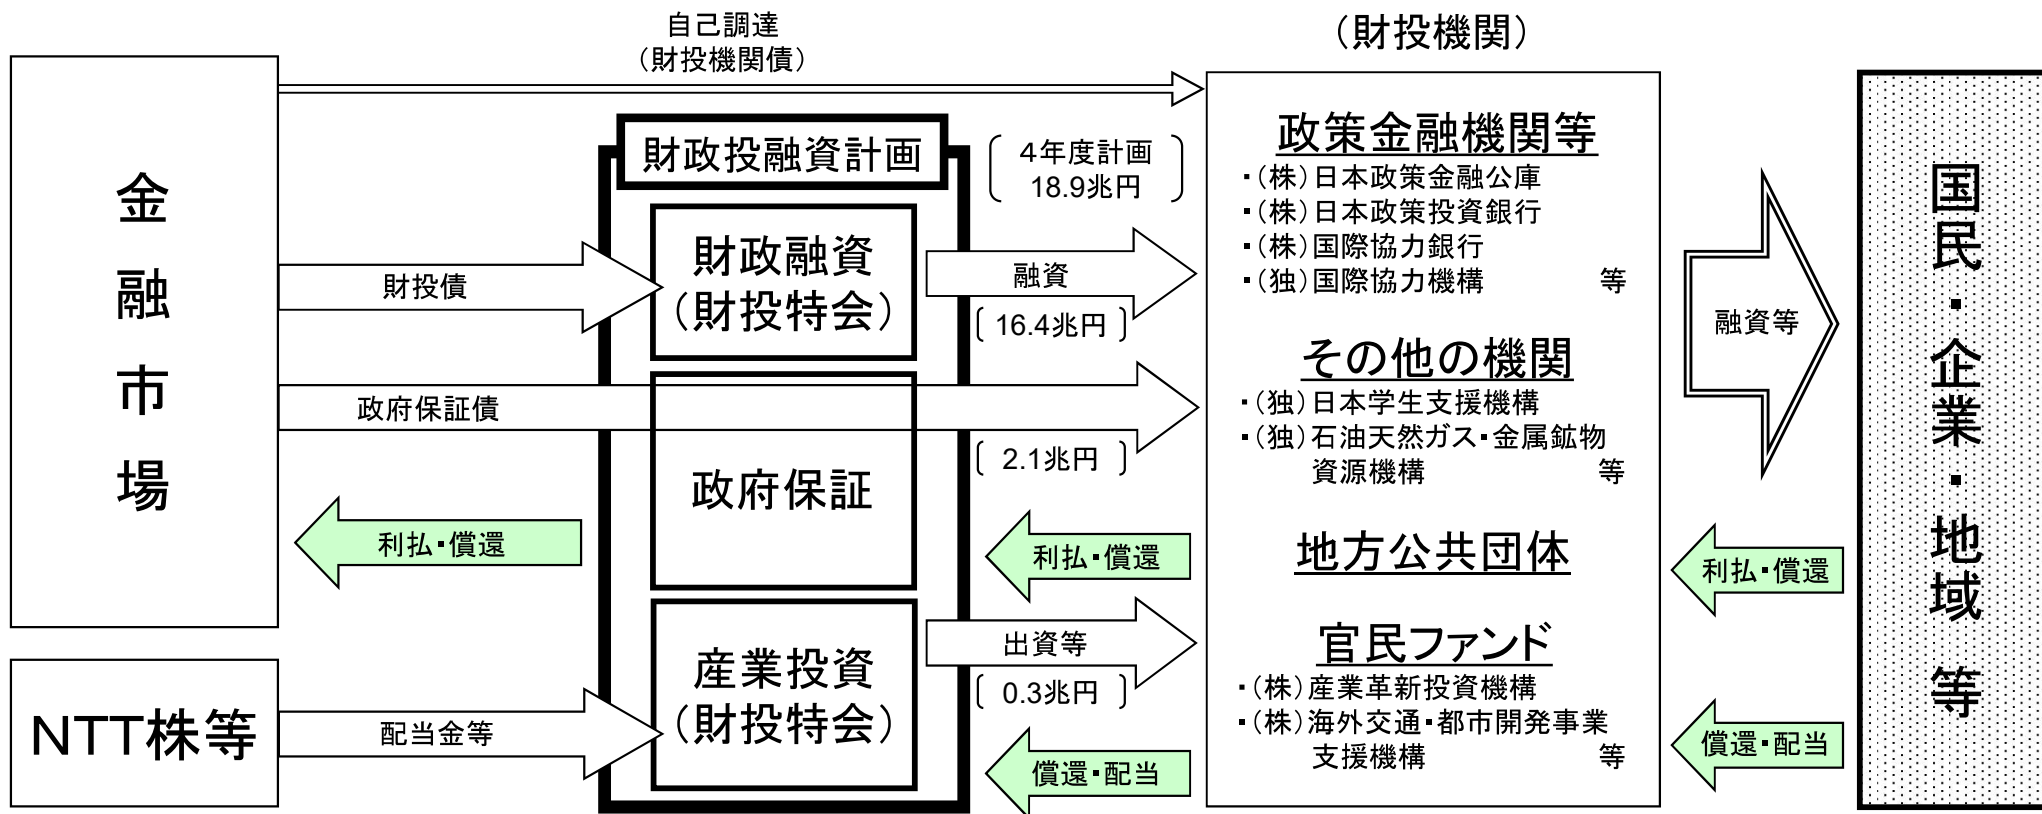 自己調達
（財投機関債）
（財投機関）
金融市場
財政投融資計画
4年度計画
18.9兆円
財投債
財政融資
（財投特会）
融資
16.4兆円
政府保証債
2.1兆円
政府保証
利払・償還
利払・償還
NTT株等
配当金等
産業投資
（財投特会）
出資等
0.3兆円
償還・配当
政策金融機関等
・（株）日本政策金融公庫
・（株）日本政策投資銀行
・（株）国際協力銀行
・（独）国際協力機構　等
その他の機関
・（独）日本学生支援機構
・（独）石油天然ガス・金属鉱物
資源機構　等
地方公共団体
官民ファンド
・（株）産業革新投資機構
・（株）海外交通・都市開発事業
支援機構　等
融資等
利払・償還
償還・配当
国民・企業・地域 等